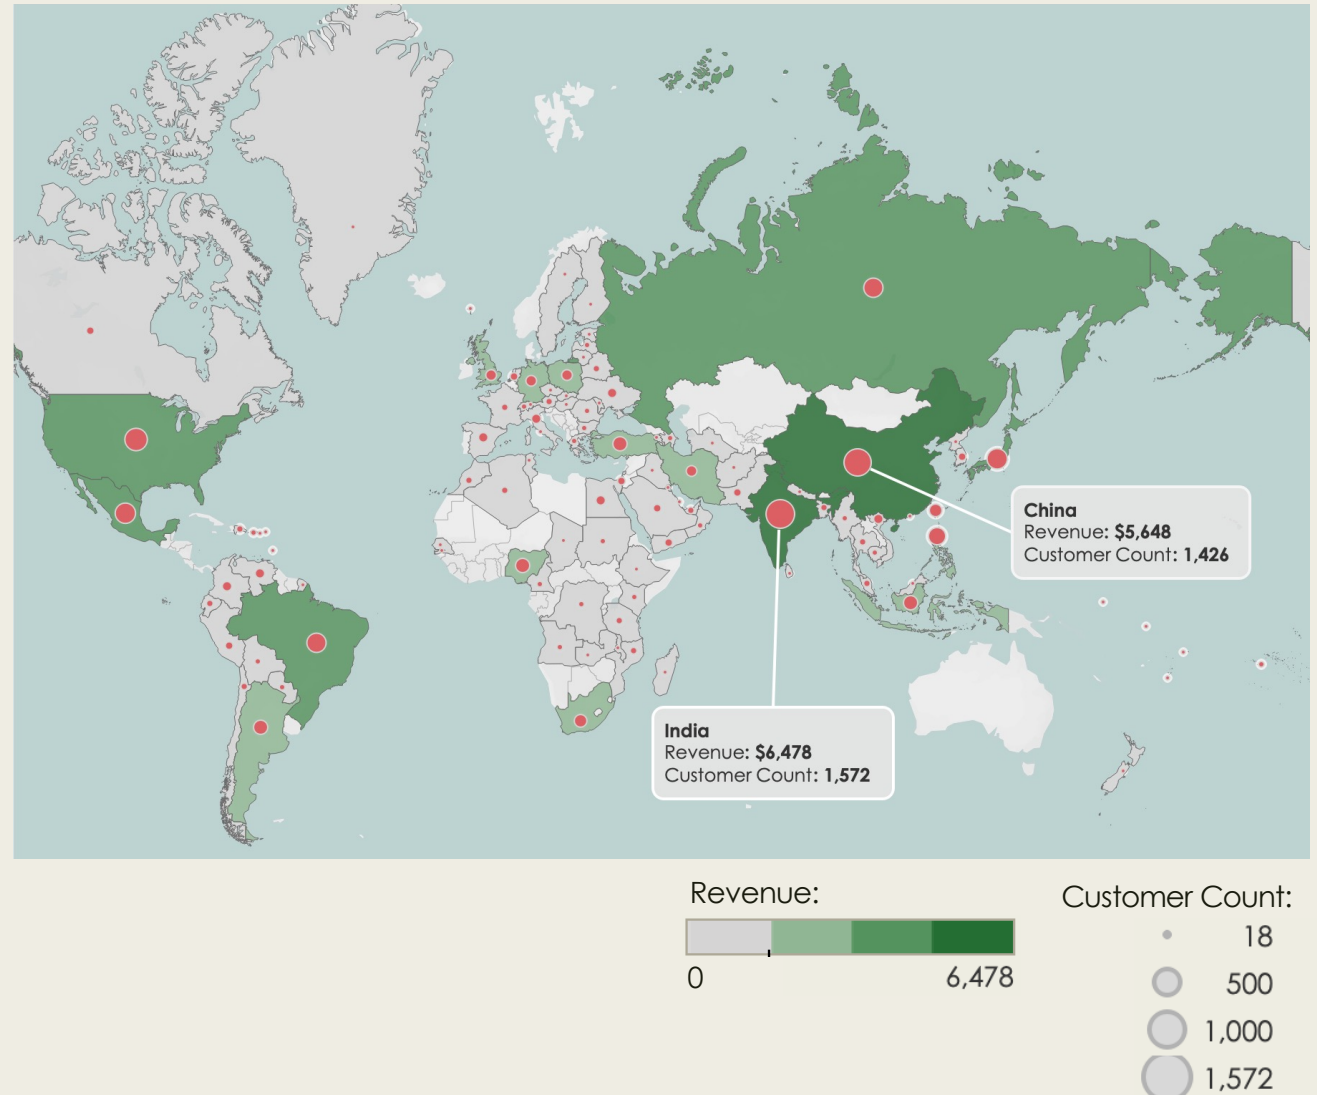 China
Revenue: $5,648
Customer Count: 1,426
India
Revenue: $6,478
Customer Count: 1,572
Revenue:
0
6,478
Customer Count:
18
500
1,000
1,572